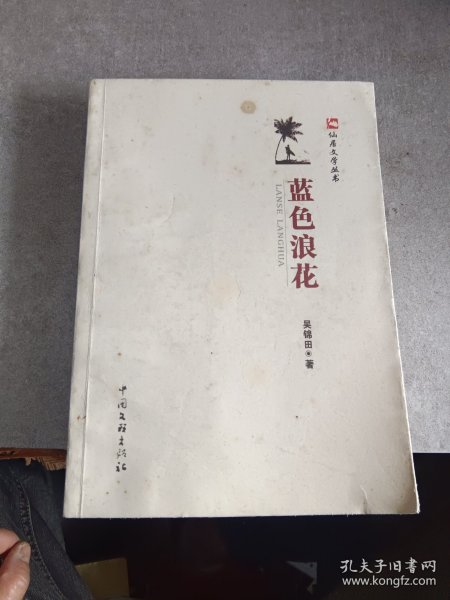 仙居文学丛书
蓝色浪花
LANSE LANGHUA
吴锦田 著
中国文联出版社
孔夫子旧书网
www.kongfz.com